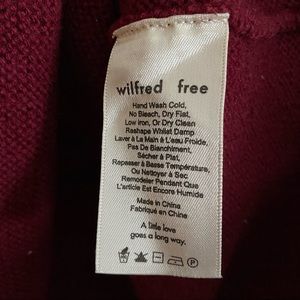 wilfred free
Hand Wash Cold,
No Bleach, Dry Flat,
Low Iron, Or Dry Clean
Reshape Whilst Damp
Laver À La Main À L'eau Froide,
Pas De Blanchiment,
Sécher À Plat,
Repasser À Basse Température,
Ou Nettoyer À Sec
Remodeler Pendant Que
L'article Est Encore Humide
Made in China
Fabriqué en Chine
A little love
goes a long way.
P